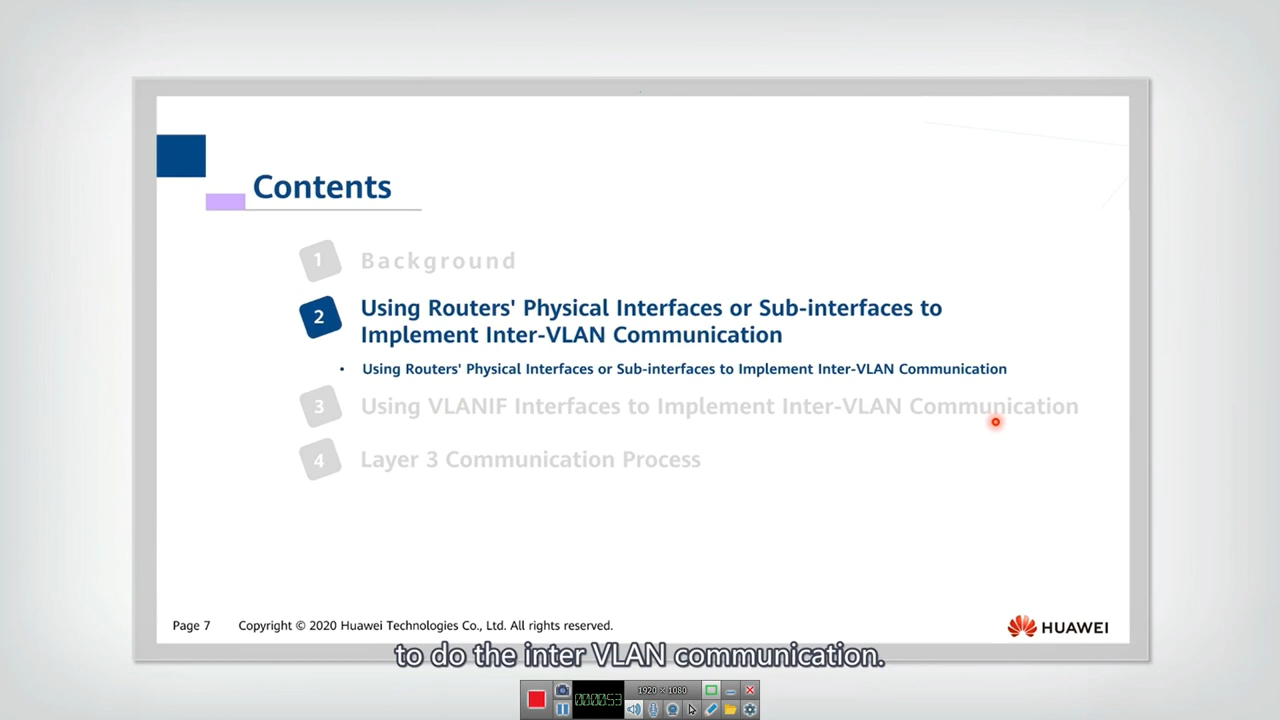 Contents
1 Background
2 Using Routers' Physical Interfaces or Sub-interfaces to
Implement Inter-VLAN Communication
• Using Routers' Physical Interfaces or Sub-interfaces to Implement Inter-VLAN Communication
3 Using VLANIF Interfaces to Implement Inter-VLAN Communication
4 Layer 3 Communication Process
Page 7 Copyright © 2020 Huawei Technologies Co., Ltd. All rights reserved.
HUAWEI
to do the inter VLAN communication.
1920 × 1080
000053